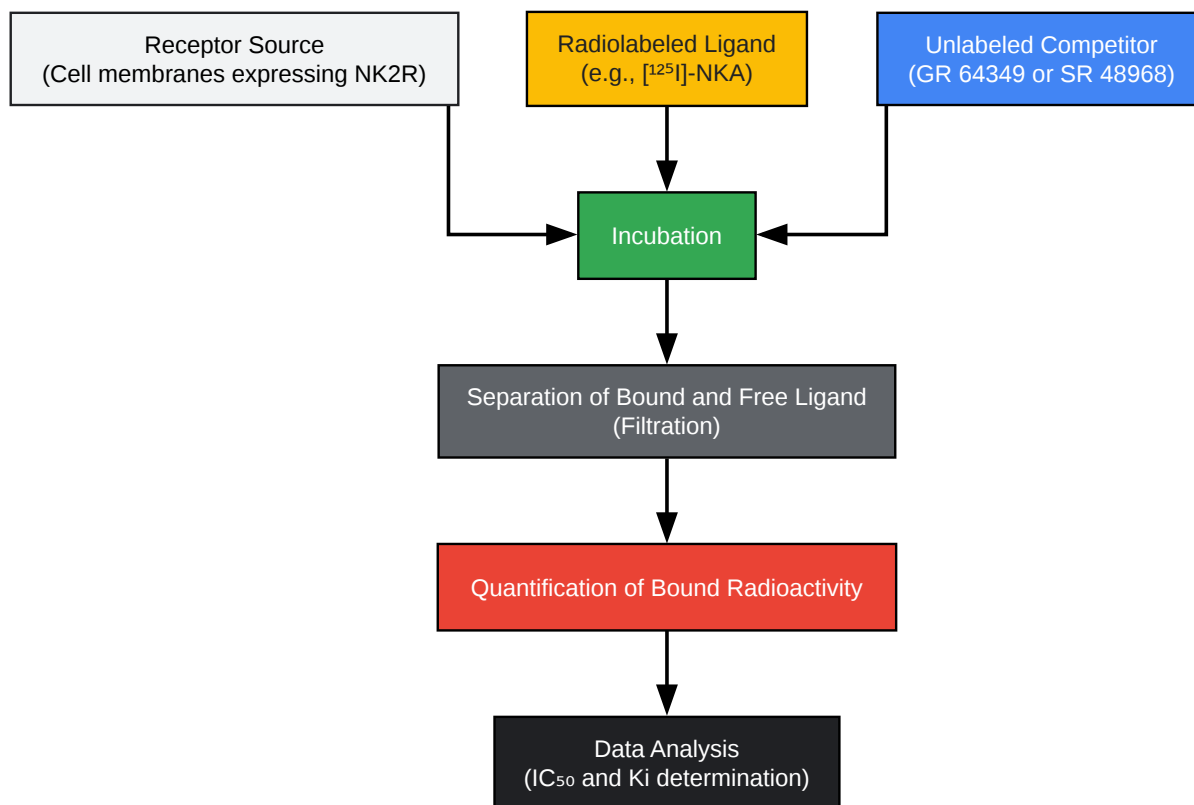 Receptor Source
(Cell membranes expressing NK2R)
Radiolabeled Ligand
(e.g., [¹²⁵I]-NKA)
Unlabeled Competitor
(GR 64349 or SR 48968)
Incubation
Separation of Bound and Free Ligand
(Filtration)
Quantification of Bound Radioactivity
Data Analysis
(IC₅₀ and Ki determination)